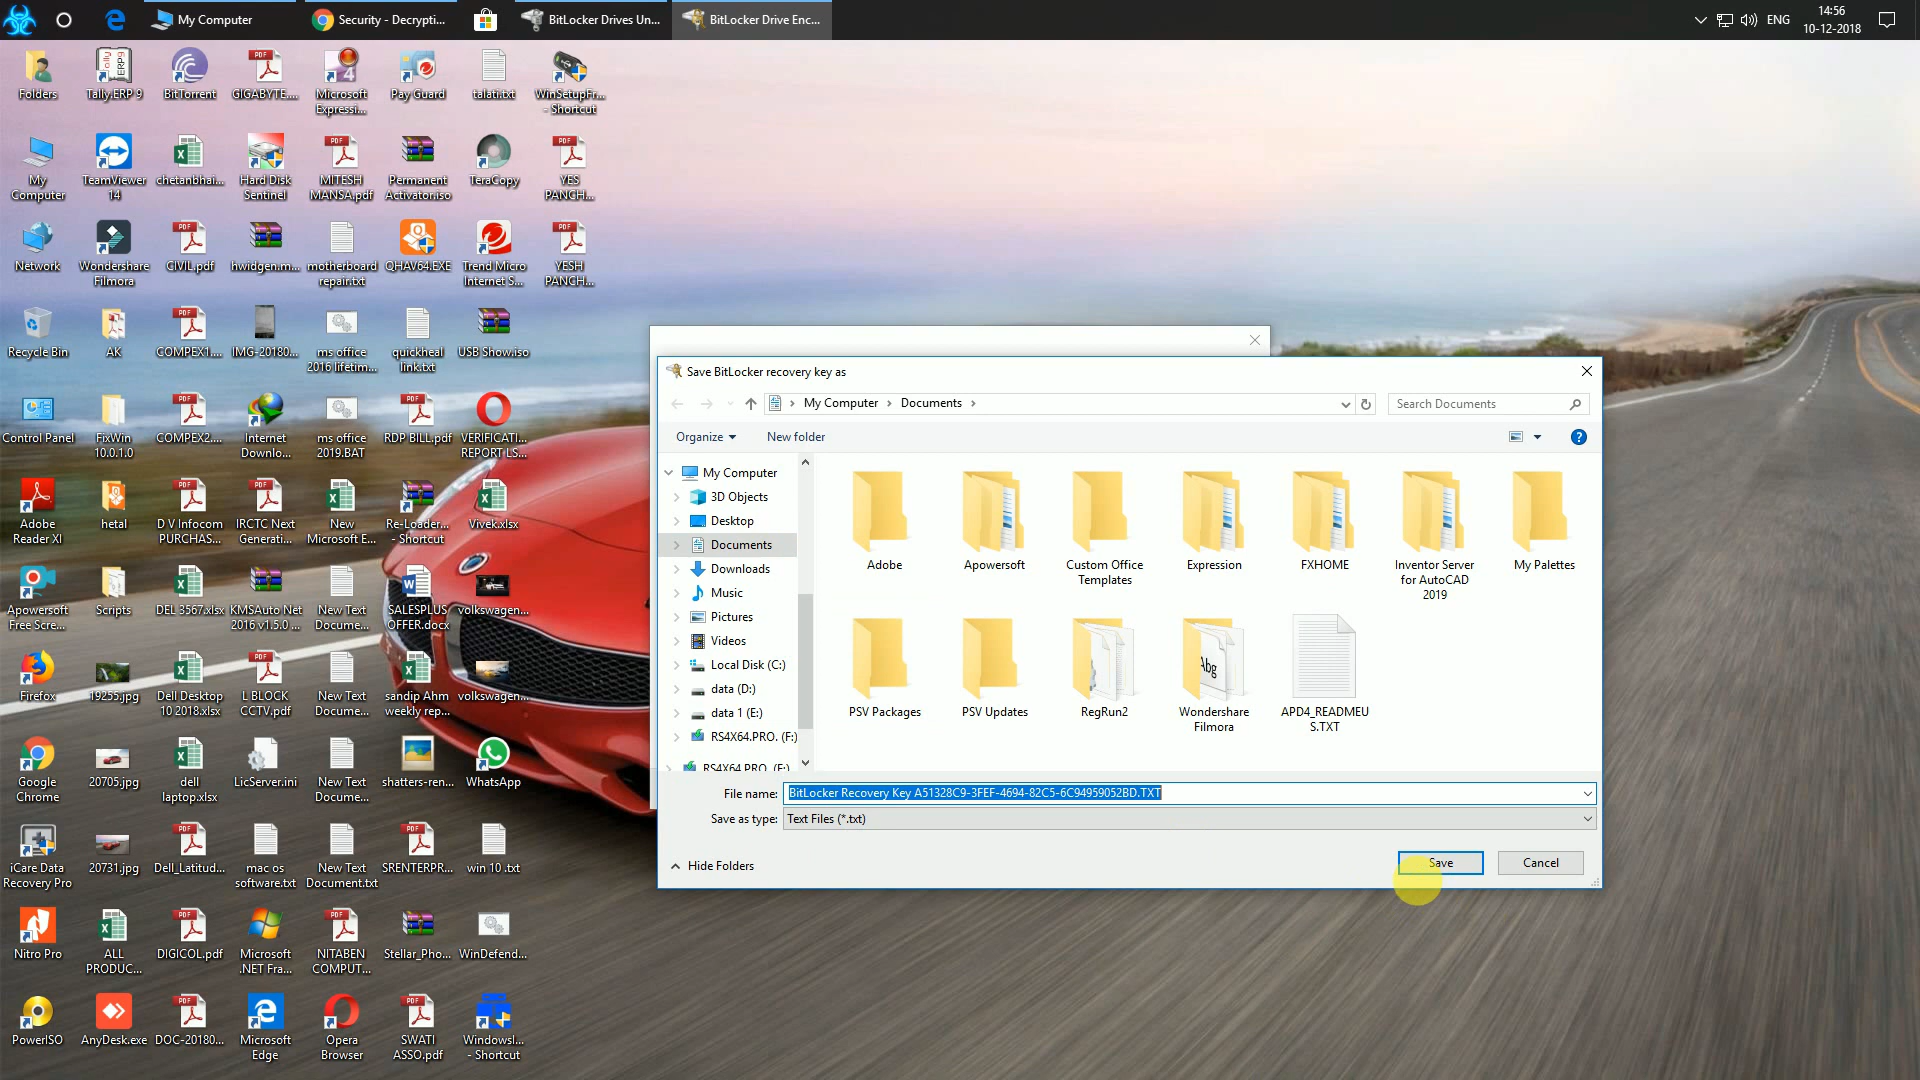 My Computer
Security - Decrypti...
BitLocker Drives Un...
BitLocker Drive Enc...
ENG
14:56
10-12-2018
Folders
Tally.ERP 9
BitTorrent
GIGABYTE....
Microsoft
Expressi...
Pay Guard
talati.txt
WinSetupFr...
- Shortcut
My
Computer
TeamViewer
14
chetanbhai...
Hard Disk
Sentinel
MITESH
MANSA.pdf
Permanent
Activator.iso
TeraCopy
YES
PANCH...
Network
Wondershare
Filmora
CIVIL.pdf
hwidgen.m...
motherboard
repair.txt
QHAV64.EXE
Trend Micro
Internet S...
YESH
PANCH...
Recycle Bin
AK
COMPEX1....
IMG-20180...
ms office
2016 lifetim...
quickheal
link.txt
USB Show.iso
Control Panel
FixWin
10.0.1.0
COMPEX2....
Internet
Downlo...
ms office
2019.BAT
RDP BILL.pdf
VERIFICATI...
REPORT LS...
Adobe
Reader XI
hetal
D V Infocom
PURCHAS...
IRCTC Next
Generati...
New
Microsoft E...
Re-Loader...
- Shortcut
Vivek.xlsx
Apowersoft
Free Scre...
Scripts
DEL 3567.xlsx
KMSAuto Net
2016 v1.5.0 ...
New Text
Docume...
SALESPLUS
OFFER.docx
volkswagen...
Firefox
19255.jpg
Dell Desktop
10 2018.xlsx
L BLOCK
CCTV.pdf
New Text
Docume...
sandip Ahm
weekly rep...
volkswagen...
Google
Chrome
20705.jpg
dell
laptop.xlsx
LicServer.ini
New Text
Docume...
shatters-ren...
WhatsApp
iCare Data
Recovery Pro
20731.jpg
Dell_Latitud...
mac os
software.txt
New Text
Document.txt
SRENTERPR...
win 10 .txt
Nitro Pro
ALL
PRODUC...
DIGICOL.pdf
Microsoft
.NET Fra...
NITABEN
COMPUT...
Stellar_Pho...
WinDefend...
PowerISO
AnyDesk.exe
DOC-20180...
Microsoft
Edge
Opera
Browser
SWATI
ASSO.pdf
WindowsI...
- Shortcut
Save BitLocker recovery key as
My Computer
Documents
Search Documents
Organize
New folder
My Computer
3D Objects
Desktop
Documents
Downloads
Music
Pictures
Videos
Local Disk (C:)
data (D:)
data 1 (E:)
RS4X64.PRO. (F:)
RS4X64.PRO. (F:)
Adobe
Apowersoft
Custom Office
Templates
Expression
FXHOME
Inventor Server
for AutoCAD
2019
My Palettes
PSV Packages
PSV Updates
RegRun2
Wondershare
Filmora
APD4_READMEU
S.TXT
File name:
BitLocker Recovery Key A51328C9-3FEF-4694-82C5-6C94959052BD.TXT
Save as type:
Text Files (*.txt)
Hide Folders
Save
Cancel